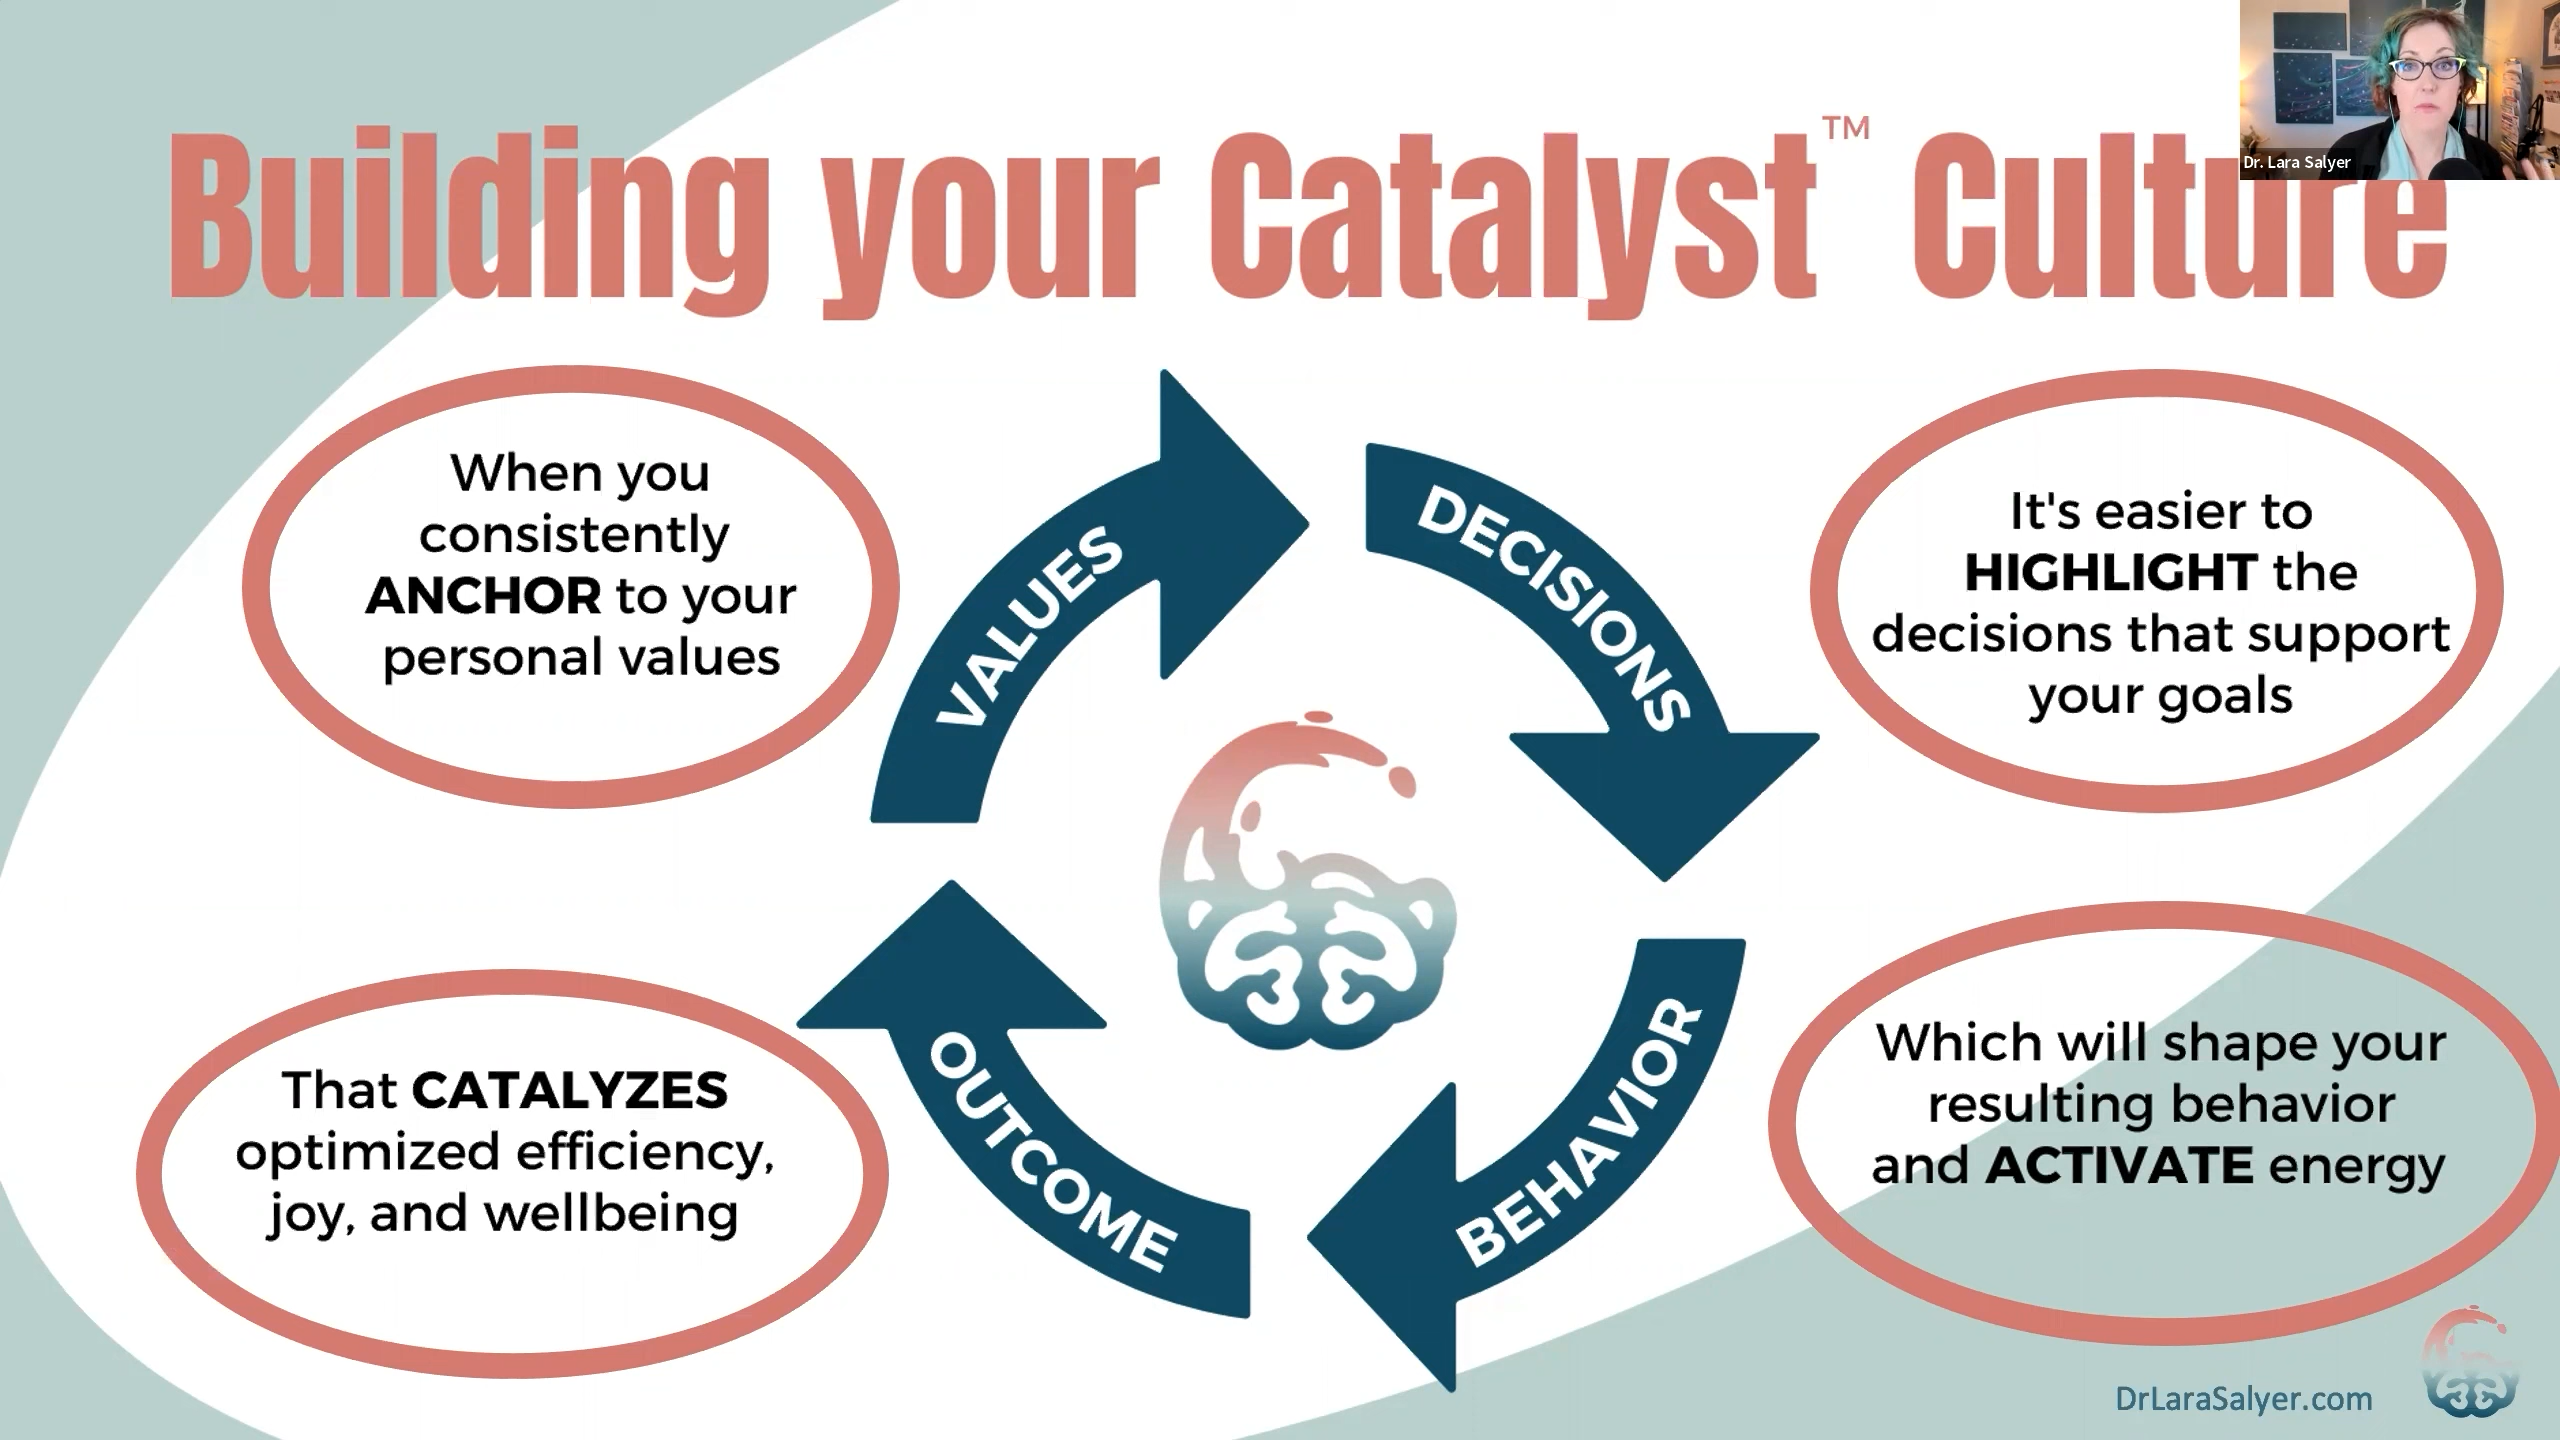 Building your Catalyst™ Culture
Dr. Lara Salyer
When you
consistently
ANCHOR to your
personal values
VALUES
DECISIONS
It's easier to
HIGHLIGHT the
decisions that support
your goals
That CATALYZES
optimized efficiency,
joy, and wellbeing
OUTCOME
BEHAVIOR
Which will shape your
resulting behavior
and ACTIVATE energy
DrLaraSalyer.com